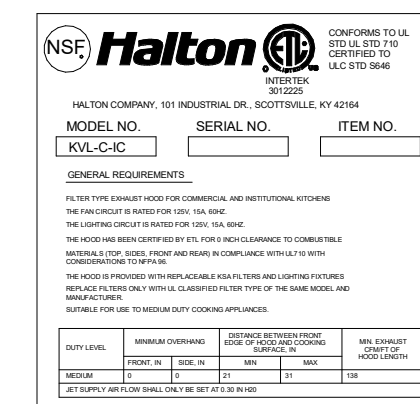 NSF Halton ETL
CONFORMS TO UL
STD UL STD 710
CERTIFIED TO
ULC STD S646
INTERTEK
3012225
HALTON COMPANY, 101 INDUSTRIAL DR., SCOTTSVILLE, KY 42164
MODEL NO. SERIAL NO. ITEM NO.
KVL-C-IC
GENERAL REQUIREMENTS
FILTER TYPE EXHAUST HOOD FOR COMMERCIAL AND INSTITUTIONAL KITCHENS
THE FAN CIRCUIT IS RATED FOR 125V, 15A, 60HZ.
THE LIGHTING CIRCUIT IS RATED FOR 125V, 15A, 60HZ.
THE HOOD HAS BEEN CERTIFIED BY ETL FOR 0 INCH CLEARANCE TO COMBUSTIBLE
MATERIALS (TOP, SIDES, FRONT AND REAR) IN COMPLIANCE WITH UL710 WITH
CONSIDERATIONS TO NFPA 96.
THE HOOD IS PROVIDED WITH REPLACEABLE KSA FILTERS AND LIGHTING FIXTURES
REPLACE FILTERS ONLY WITH UL CLASSIFIED FILTER TYPE OF THE SAME MODEL AND
MANUFACTURER.
SUITABLE FOR USE TO MEDIUM DUTY COOKING APPLIANCES.
DUTY LEVEL
MINIMUM OVERHANG
DISTANCE BETWEEN FRONT
EDGE OF HOOD AND COOKING
SURFACE, IN
MIN. EXHAUST
CFM/FT OF
HOOD LENGTH
FRONT, IN SIDE, IN MIN MAX
MEDIUM 0 0 21 31 138
JET SUPPLY AIR FLOW SHALL ONLY BE SET AT 0.30 IN H20